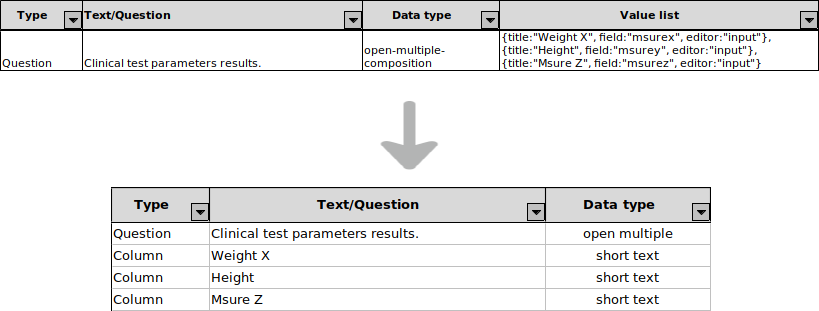 Type Text/Question Data type Value list
{title:"Weight X", field:"msurex", editor:"input"},
open-multiple- {title:"Height", field:"msurey", editor:"input"},
Question Clinical test parameters results. composition {title:"Msure Z", field:"msurez", editor:"input"}
Type Text/Question Data type
Question Clinical test parameters results. open multiple
Column Weight X short text
Column Height short text
Column Msure Z short text